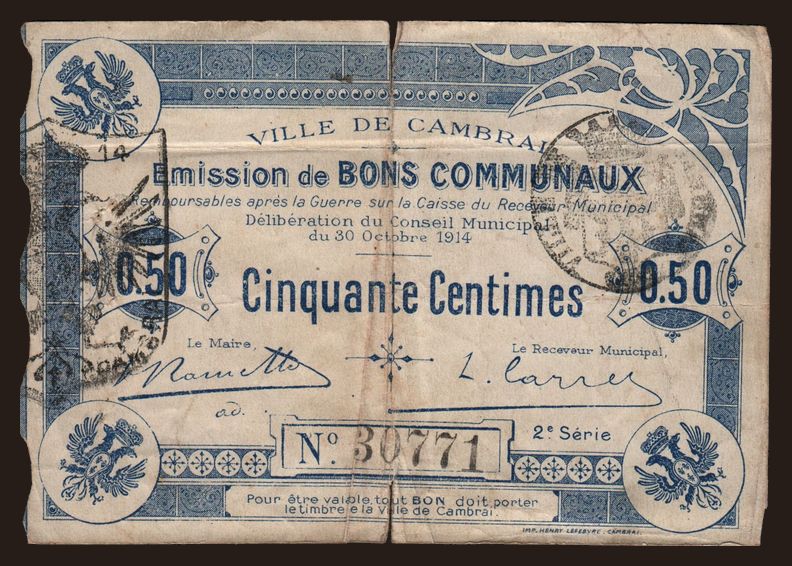 VILLE DE CAMBRAI
Emission de BONS COMMUNAUX
Remboursables après la Guerre sur la Caisse du Receveur Municipal
Délibération du Conseil Municipal
du 30 Octobre 1914
0.50 Cinquante Centimes 0.50
Le Maire, Le Receveur Municipal,
ad.
No. 30771 2e Série
Pour être valable, tout BON doit porter
le timbre de la Ville de Cambrai.
IMP. HENRY LEFEBVRE. CAMBRAI.
14